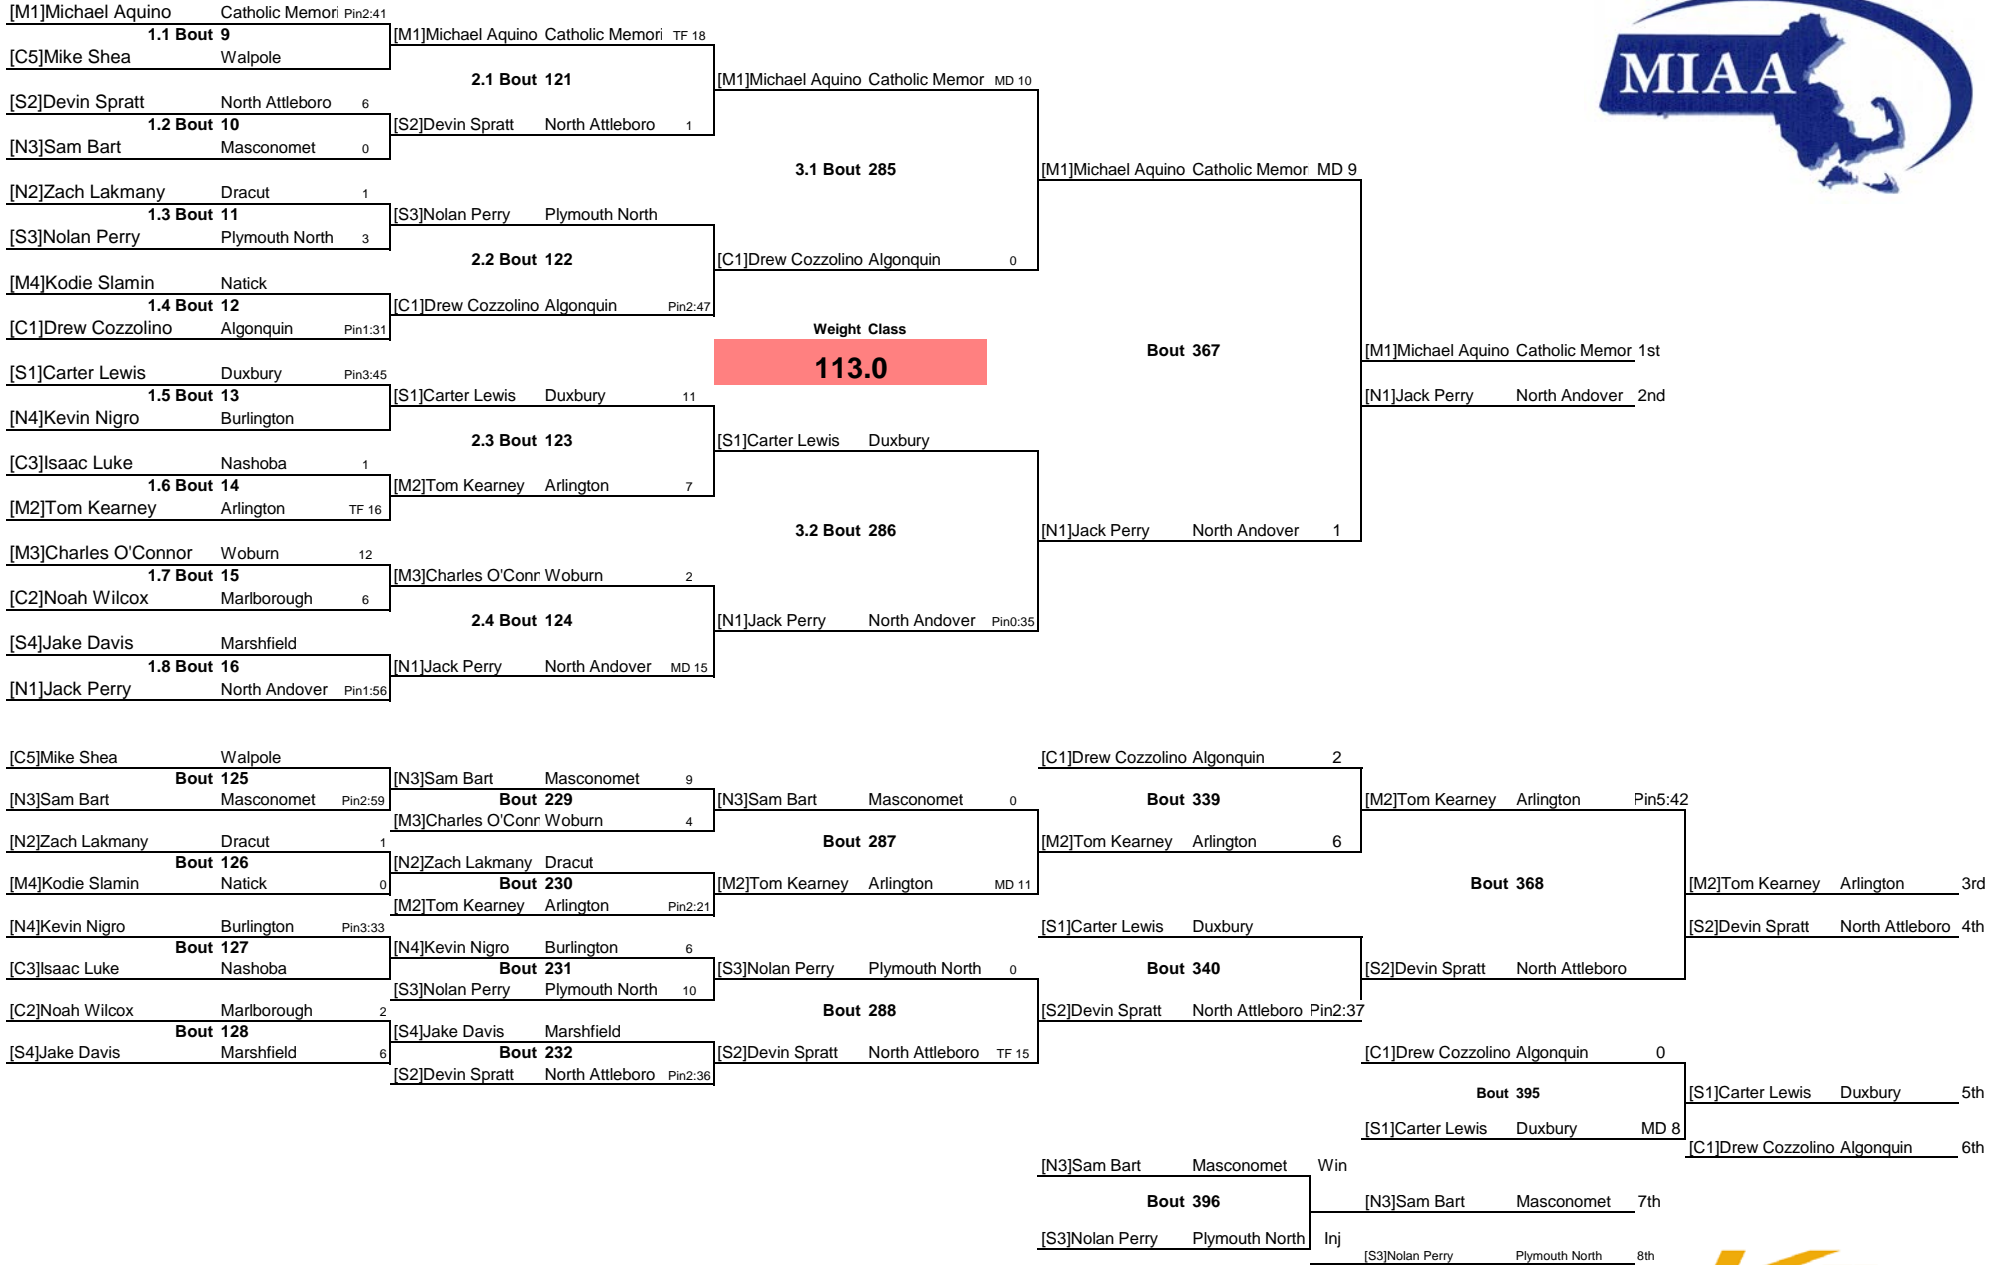 [M1]Michael Aquino Catholic Memori Pin2:41
1.1 Bout 9 [M1]Michael Aquino Catholic Memori TF 18
[C5]Mike Shea Walpole
MIAA
2.1 Bout 121 [M1]Michael Aquino Catholic Memor MD 10
[S2]Devin Spratt North Attleboro 6
1.2 Bout 10 [S2]Devin Spratt North Attleboro 1
[N3]Sam Bart Masconomet 0
3.1 Bout 285 [M1]Michael Aquino Catholic Memor MD 9
[N2]Zach Lakmany Dracut 1
1.3 Bout 11 [S3]Nolan Perry Plymouth North
[S3]Nolan Perry Plymouth North 3
2.2 Bout 122 [C1]Drew Cozzolino Algonquin 0
[M4]Kodie Slamin Natick
1.4 Bout 12 [C1]Drew Cozzolino Algonquin Pin2:47
[C1]Drew Cozzolino Algonquin Pin1:31 Weight Class
Bout 367 [M1]Michael Aquino Catholic Memor 1st
[S1]Carter Lewis Duxbury Pin3:45 113.0
1.5 Bout 13 [S1]Carter Lewis Duxbury 11 [N1]Jack Perry North Andover 2nd
[N4]Kevin Nigro Burlington
2.3 Bout 123 [S1]Carter Lewis Duxbury
[C3]Isaac Luke Nashoba 1
1.6 Bout 14 [M2]Tom Kearney Arlington 7
[M2]Tom Kearney Arlington TF 16
3.2 Bout 286 [N1]Jack Perry North Andover 1
[M3]Charles O'Connor Woburn 12
1.7 Bout 15 [M3]Charles O'Conr Woburn 2
[C2]Noah Wilcox Marlborough 6
2.4 Bout 124 [N1]Jack Perry North Andover Pin0:35
[S4]Jake Davis Marshfield
1.8 Bout 16 [N1]Jack Perry North Andover MD 15
[N1]Jack Perry North Andover Pin1:56
[C5]Mike Shea Walpole [C1]Drew Cozzolino Algonquin 2
Bout 125 [N3]Sam Bart Masconomet 9
[N3]Sam Bart Masconomet Pin2:59 Bout 229 [N3]Sam Bart Masconomet 0 Bout 339 [M2]Tom Kearney Arlington Pin5:42
[M3]Charles O'Conr Woburn 4
[N2]Zach Lakmany Dracut 1 Bout 287 [M2]Tom Kearney Arlington 6
Bout 126 [N2]Zach Lakmany Dracut
[M4]Kodie Slamin Natick 0 Bout 230 [M2]Tom Kearney Arlington MD 11 Bout 368 [M2]Tom Kearney Arlington 3rd
[M2]Tom Kearney Arlington Pin2:21
[N4]Kevin Nigro Burlington Pin3:33 [S1]Carter Lewis Duxbury [S2]Devin Spratt North Attleboro 4th
Bout 127 [N4]Kevin Nigro Burlington 6
[C3]Isaac Luke Nashoba Bout 231 [S3]Nolan Perry Plymouth North 0 Bout 340 [S2]Devin Spratt North Attleboro
[S3]Nolan Perry Plymouth North 10
[C2]Noah Wilcox Marlborough 2 Bout 288 [S2]Devin Spratt North Attleboro Pin2:37
Bout 128 [S4]Jake Davis Marshfield
[S4]Jake Davis Marshfield 6 Bout 232 [S2]Devin Spratt North Attleboro TF 15 [C1]Drew Cozzolino Algonquin 0
[S2]Devin Spratt North Attleboro Pin2:36
Bout 395 [S1]Carter Lewis Duxbury 5th
[S1]Carter Lewis Duxbury MD 8
[C1]Drew Cozzolino Algonquin 6th
[N3]Sam Bart Masconomet Win
Bout 396 [N3]Sam Bart Masconomet 7th
[S3]Nolan Perry Plymouth North Inj
[S3]Nolan Perry Plymouth North 8th